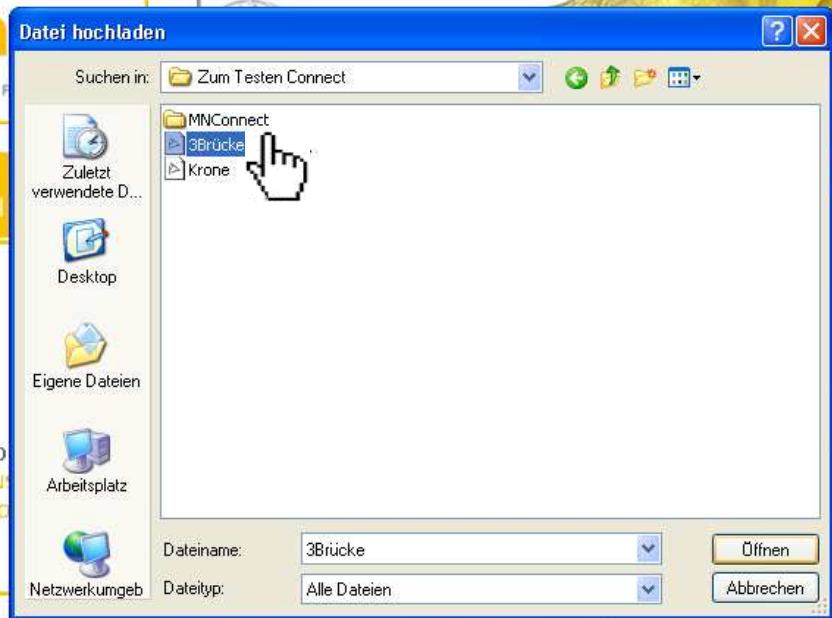 Datei hochladen
Suchen in: Zum Testen Connect
MNConnect
3Brücke
Krone
Zuletzt
verwendete D...
Desktop
Eigene Dateien
Arbeitsplatz
Netzwerkumgeb
Dateiname: 3Brücke Öffnen
Dateityp: Alle Dateien Abbrechen